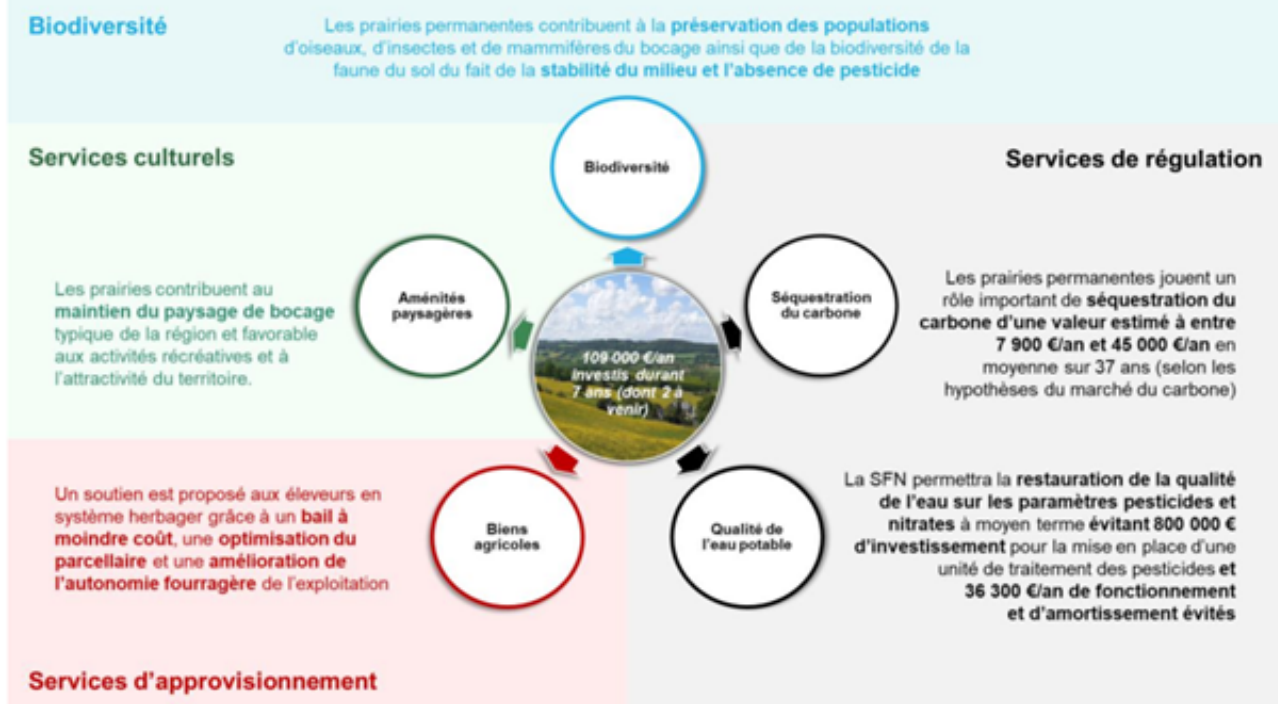 Biodiversité
Les prairies permanentes contribuent à la préservation des populations
d'oiseaux, d'insectes et de mammifères du bocage ainsi que de la biodiversité de la
faune du sol du fait de la stabilité du milieu et l'absence de pesticide
Biodiversité
Services culturels
Services de régulation
Les prairies contribuent au
maintien du paysage de bocage
typique de la région et favorable
aux activités récréatives et à
l'attractivité du territoire.
Aménités
paysagères
109 000 €/an
investis durant
7 ans (dont 2 à
venir)
Séquestration
du carbone
Les prairies permanentes jouent un
rôle important de séquestration du
carbone d'une valeur estimé à entre
7 900 €/an et 45 000 €/an en
moyenne sur 37 ans (selon les
hypothèses du marché du carbone)
Un soutien est proposé aux éleveurs en
système herbager grâce à un bail à
moindre coût, une optimisation du
parcellaire et une amélioration de
l'autonomie fourragère de l'exploitation
Biens
agricoles
Qualité de
l'eau potable
La SFN permettra la restauration de la qualité
de l'eau sur les paramètres pesticides et
nitrates à moyen terme évitant 800 000 €
d'investissement pour la mise en place d'une
unité de traitement des pesticides et
36 300 €/an de fonctionnement
et d'amortissement évités
Services d'approvisionnement